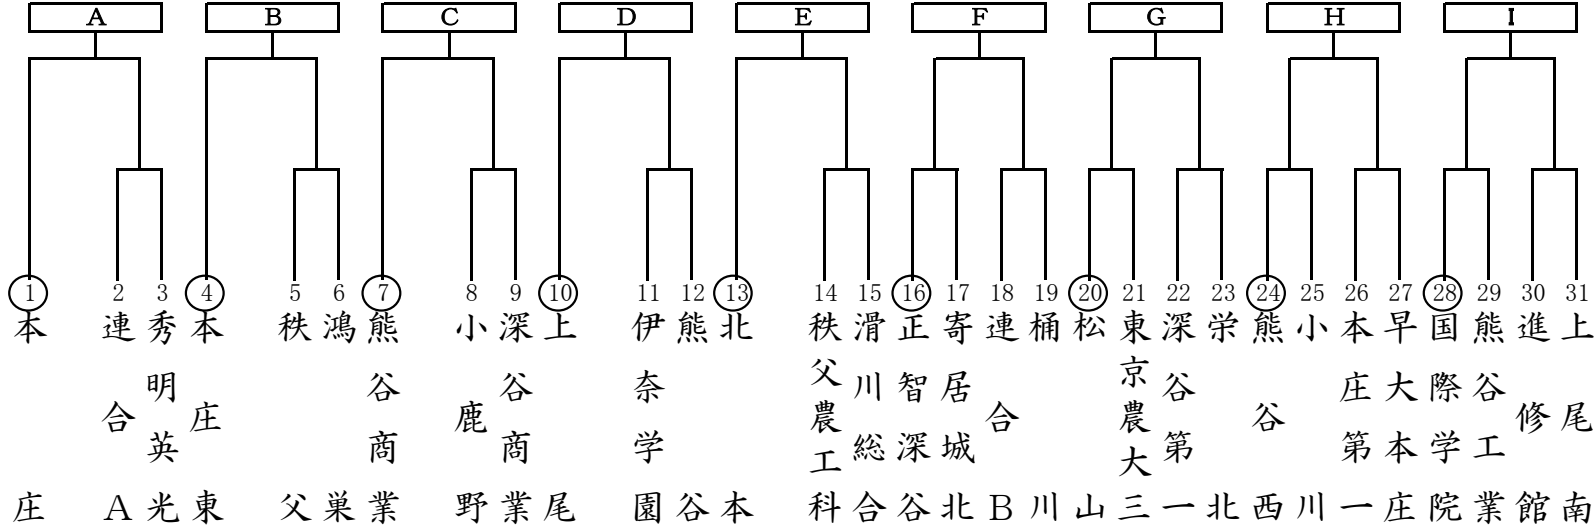 A B C D E F G H I
1 2 3 4 5 6 7 8 9 10 11 12 13 14 15 16 17 18 19 20 21 22 23 24 25 26 27 28 29 30 31
本庄
連合A
秀明英光
本庄東
秩父
鴻巣
熊谷商業
小鹿野
深谷商業
上尾
伊奈学園
熊谷
北本
秩父農工科
滑川総合
正智深谷
寄居城北
連合B
桶川
松山
東京農大三
深谷第一
栄北
熊谷西
小川
本庄第一
早大本庄
国際学院
熊谷工業
進修館
上尾南